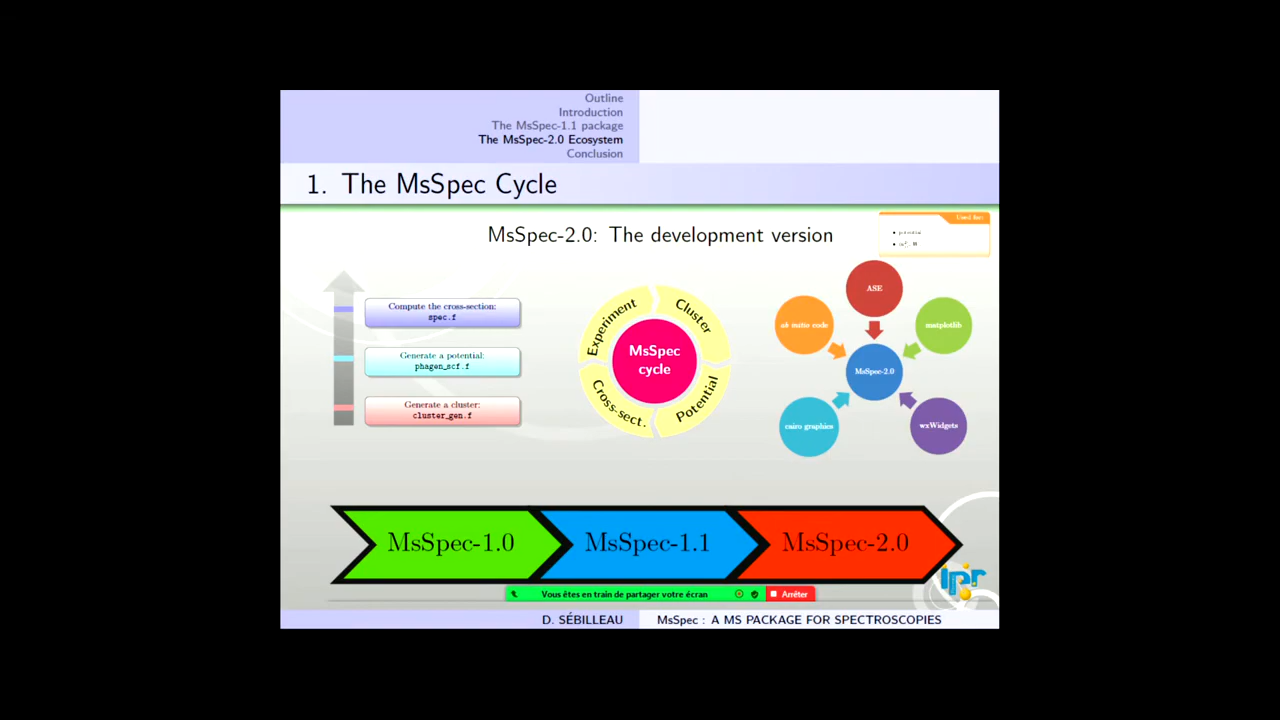 Outline
Introduction
The MsSpec-1.1 package
The MsSpec-2.0 Ecosystem
Conclusion
1. The MsSpec Cycle
MsSpec-2.0: The development version
Used for:
potential
Compute the cross-section:
spec.f
Generate a potential:
phagen_scf.f
Generate a cluster:
cluster_gen.f
Experiment
Cluster
Potential
Cross-sect.
MsSpec
cycle
ASE
ab initio code
matplotlib
MsSpec-2.0
cairo graphics
wxWidgets
MsSpec-1.0
MsSpec-1.1
MsSpec-2.0
ipr
Vous êtes en train de partager votre écran
Arrêter
D. SÉBILLEAU
MsSpec : A MS PACKAGE FOR SPECTROSCOPIES